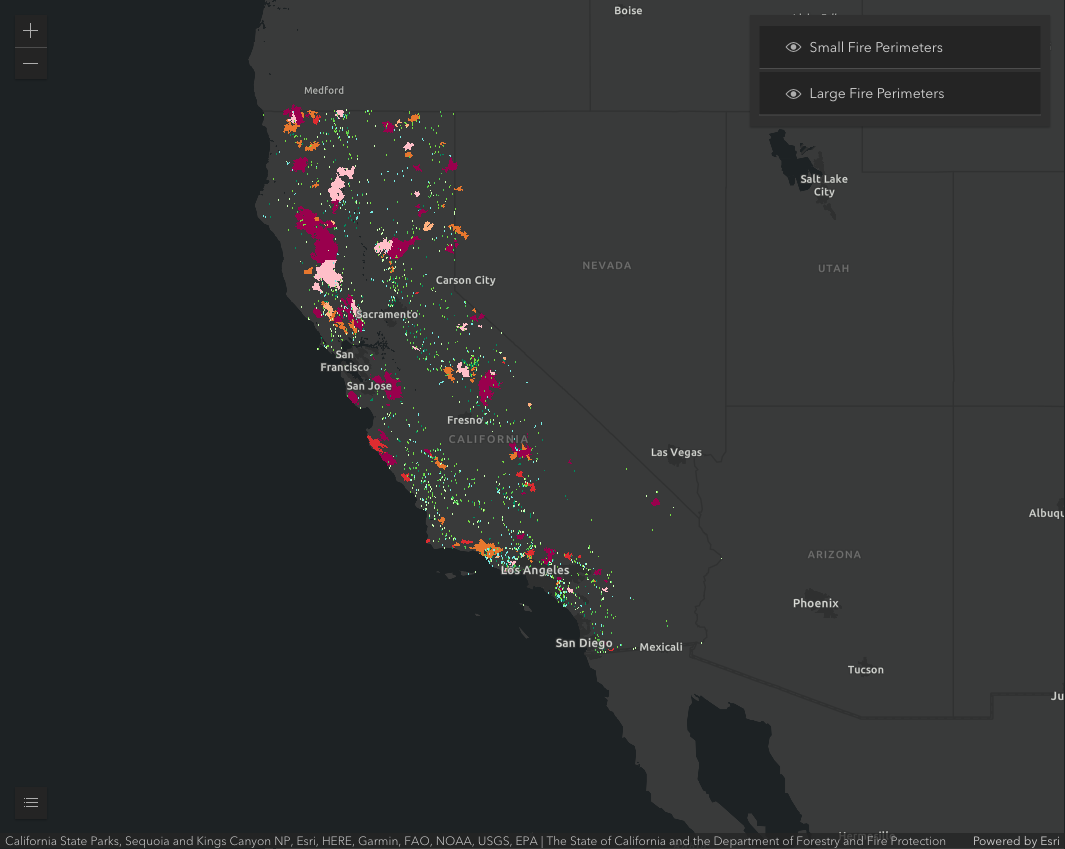 Boise
Small Fire Perimeters
Large Fire Perimeters
Medford
Salt Lake
City
NEVADA
UTAH
Carson City
Sacramento
San
Francisco
San Jose
Fresno
CALIFORNIA
Las Vegas
Albuqu
ARIZONA
Los Angeles
Phoenix
San Diego
Mexicali
Tucson
Ju
California State Parks, Sequoia and Kings Canyon NP, Esri, HERE, Garmin, FAO, NOAA, USGS, EPA | The State of California and the Department of Forestry and Fire Protection
Powered by Esri